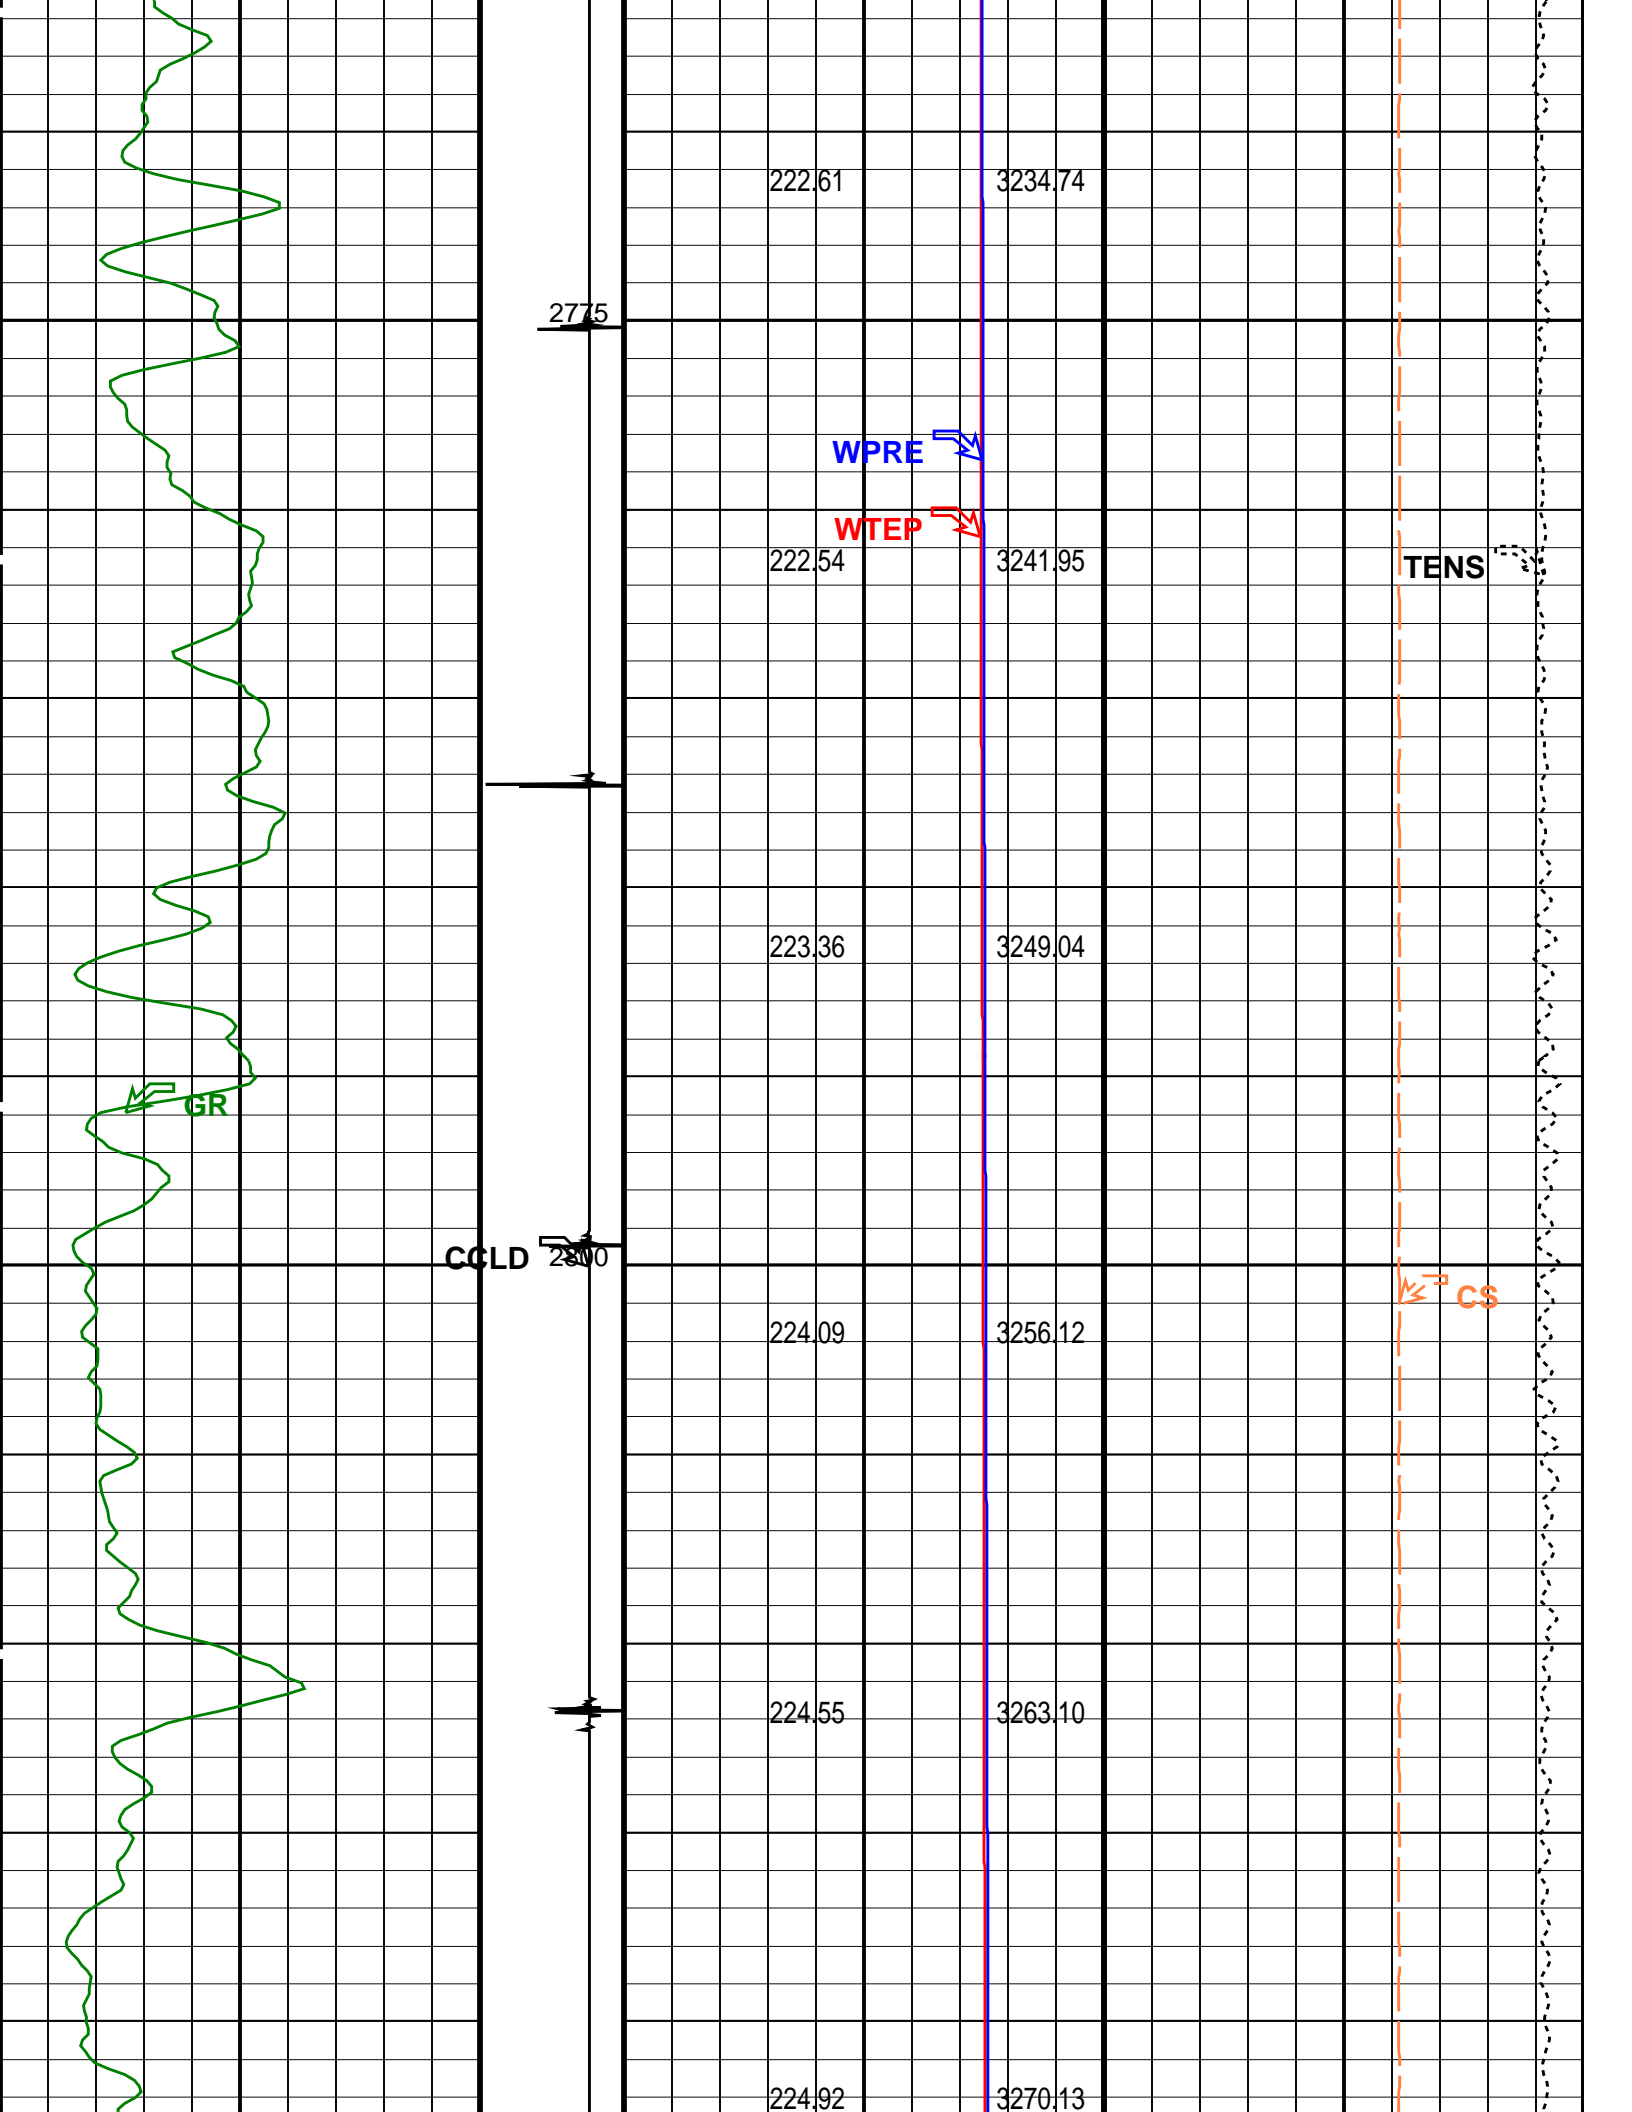 222.61 3234.74
2775
WPRE
WTEP
222.54 3241.95
TENS
223.36 3249.04
GR
CCLD 2800
CS
224.09 3256.12
224.55 3263.10
224.92 3270.13